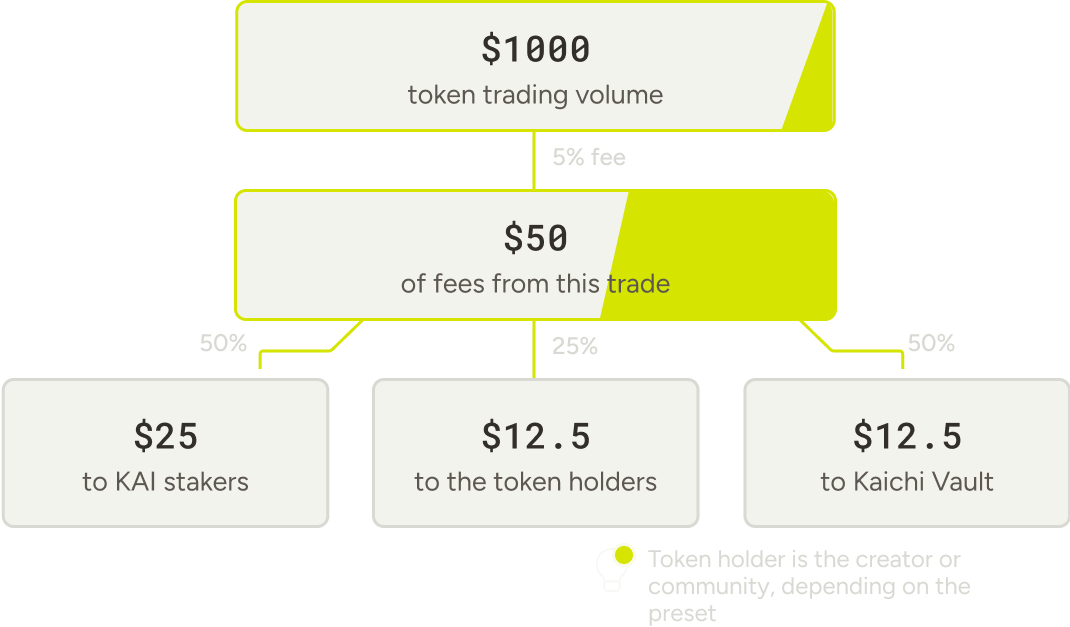 $1000
token trading volume
5% fee
$50
of fees from this trade
50%
25%
50%
$25
to KAI stakers
$12.5
to the token holders
$12.5
to Kaichi Vault
Token holder is the creator or
community, depending on the
preset